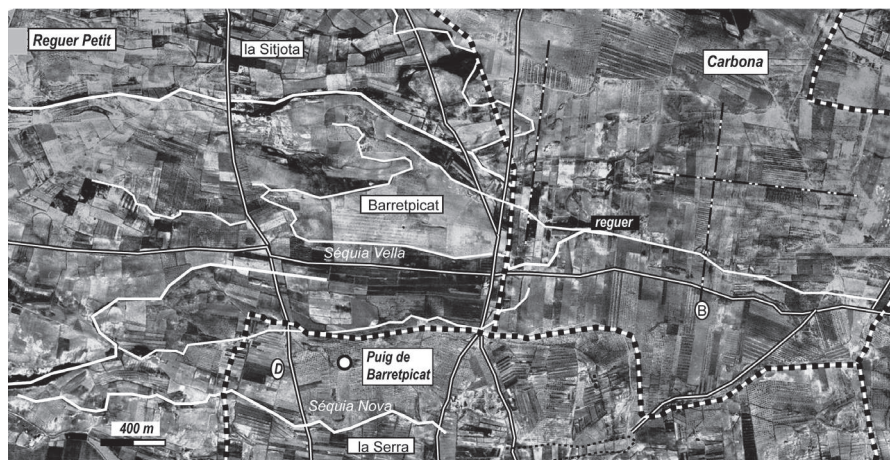 Reguer Petit
la Sitjota
Carbona
Barretpicat
reguer
Séquia Vella
B
D
Puig de
Barretpicat
Séquia Nova
400 m
la Serra